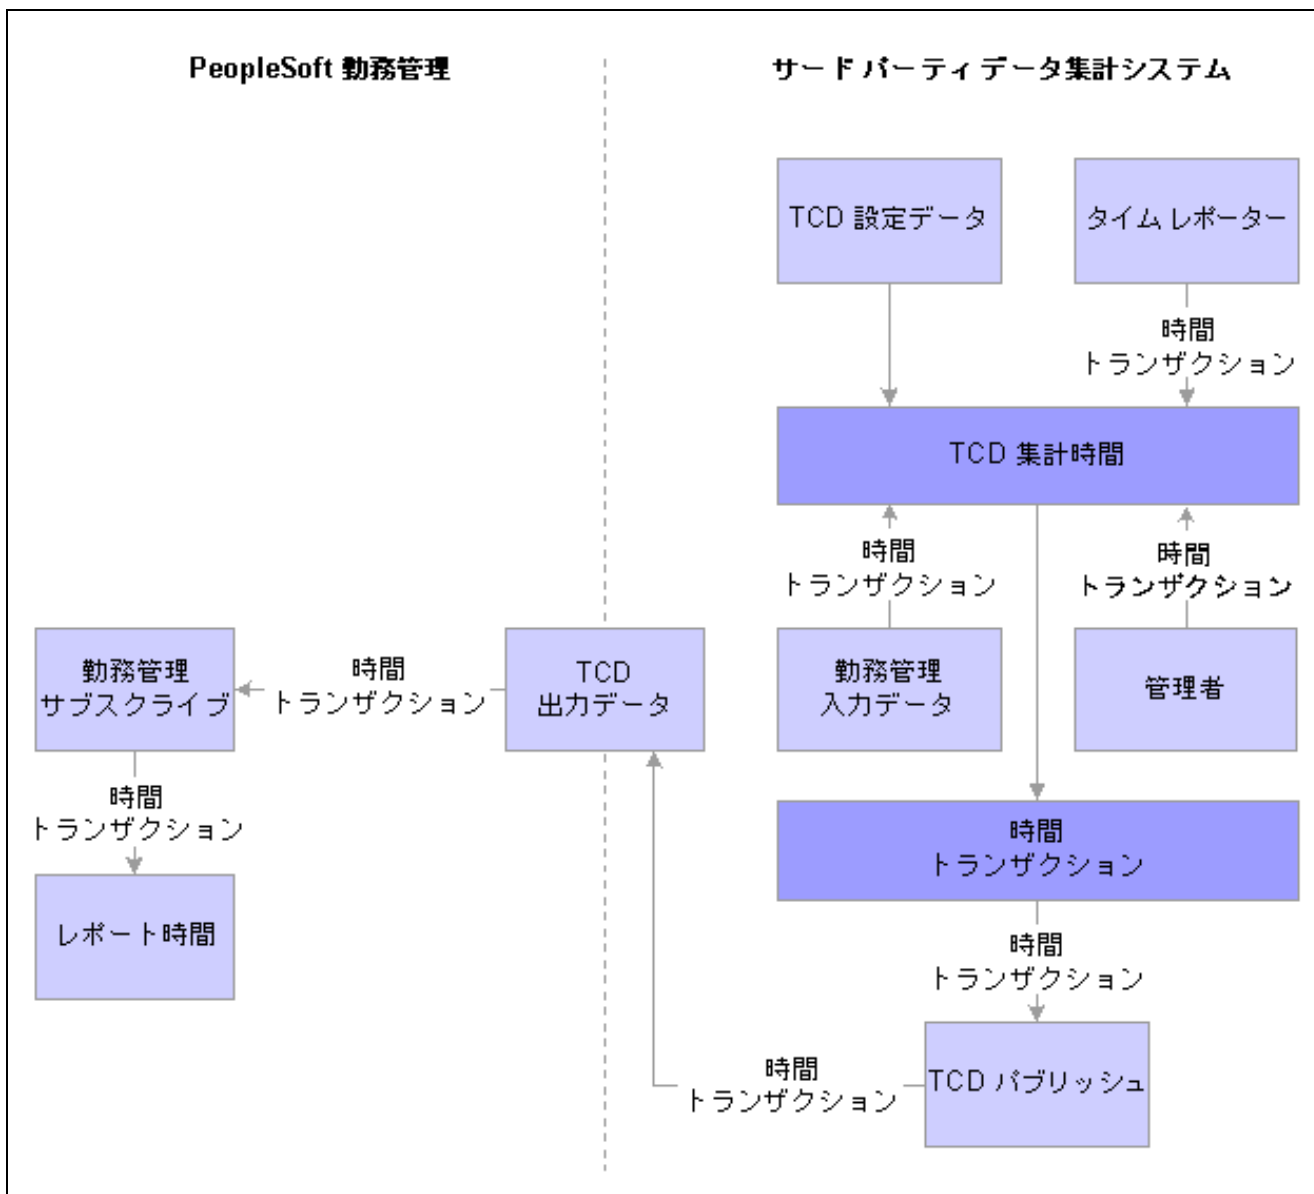 PeopleSoft 勤務管理
サード パーティ データ集計システム
TCD 設定データ
タイム レポーター
時間
トランザクション
TCD 集計時間
時間
トランザクション
時間
トランザクション
勤務管理
サブスクライブ
時間
トランザクション
TCD
出力データ
勤務管理
入力データ
管理者
時間
トランザクション
時間
トランザクション
レポート時間
時間
トランザクション
時間
トランザクション
TCD パブリッシュ